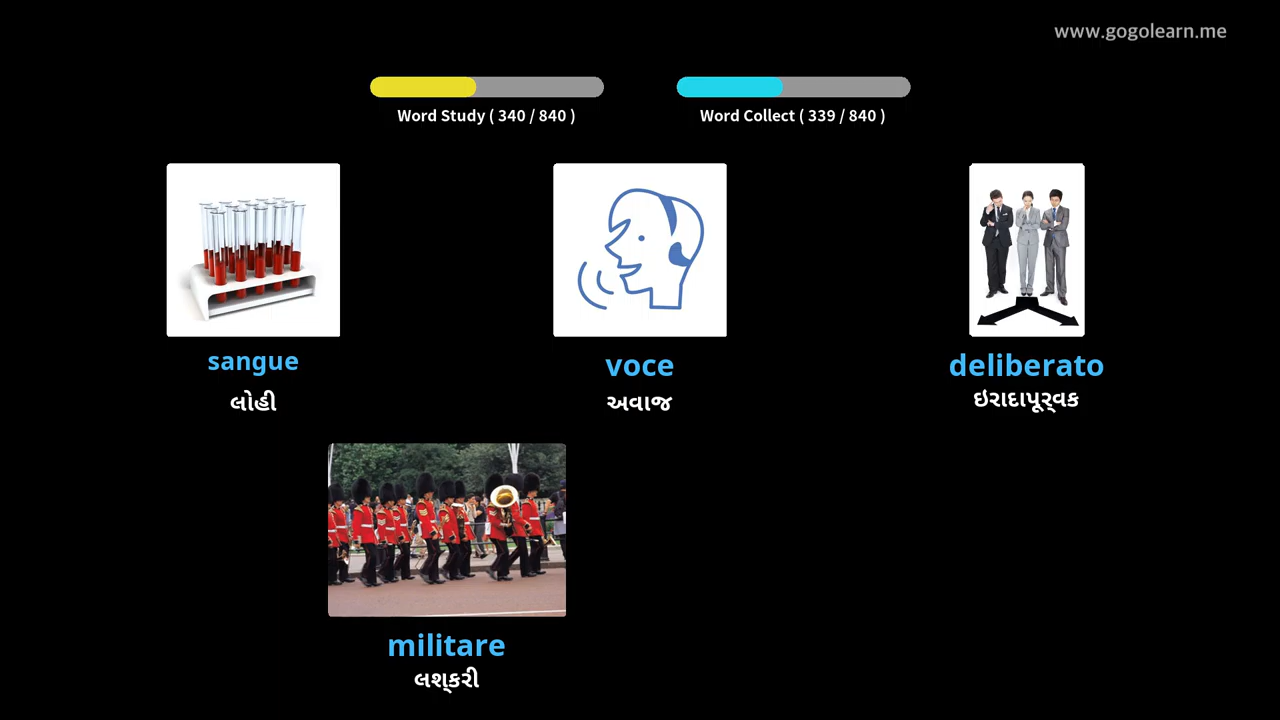 www.gogolearn.me
Word Study ( 340 / 840 )
Word Collect ( 339 / 840 )
sangue
લોહી
voce
અવાજ
deliberato
ઇરાદાપૂર્વક
militare
લશ્કરી